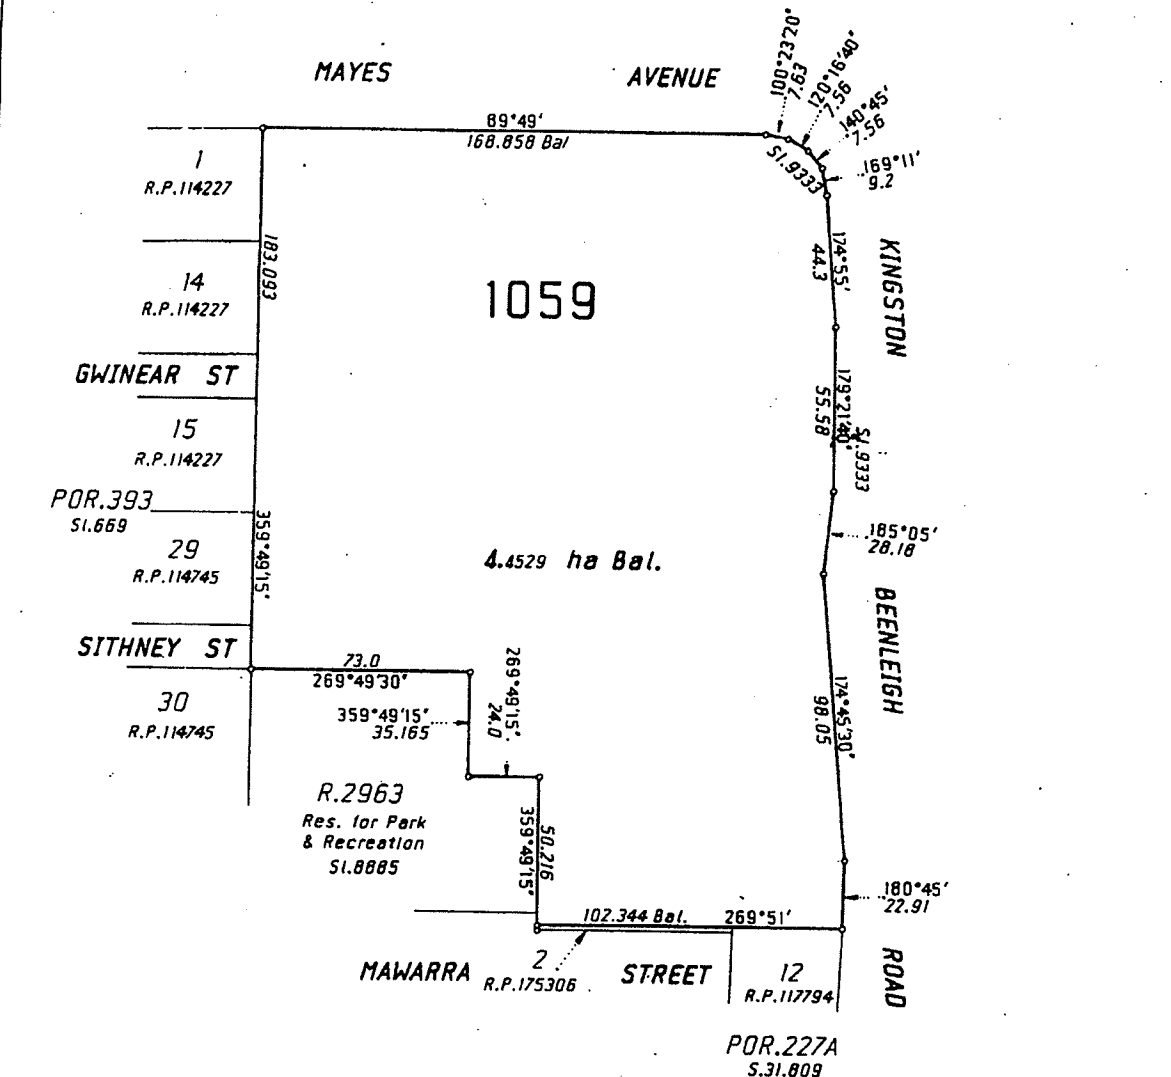 MAYES AVENUE
89°49'
168.858 Bal
100°23'20"
7.63
120°16'40"
7.56
140°45'
7.56
169°11'
9.2
Sl.9333
1
R.P.114227
183.093
14
R.P.114227
1059
174°55'
44.3
KINGSTON
GWINEAR ST
15
R.P.114227
179°21'40"
55.58
Sl.9333
POR.393
Sl.669
359°49'15"
29
R.P.114745
4.4529 ha Bal.
185°05'
28.18
BEENLEIGH
SITHNEY ST
73.0
269°49'30"
30
R.P.114745
359°49'15"
35.165
269°49'15"
24.0
174°45'30"
98.05
R.2963
Res. for Park
& Recreation
Sl.8885
359°49'15"
50.216
180°45'
22.91
102.344 Bal. 269°51'
MAWARRA STREET
2
R.P.175306
12
R.P.117794
ROAD
POR.227A
S.31.809